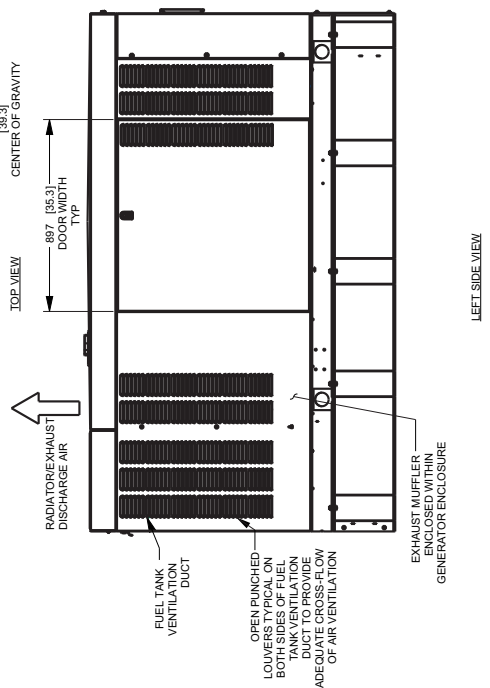 [39.3]
CENTER OF GRAVITY
TOP VIEW
897 [35.3]
DOOR WIDTH
TYP
RADIATOR/EXHAUST
DISCHARGE AIR
FUEL TANK
VENTILATION
DUCT
OPEN PUNCHED
LOUVERS TYPICAL ON
BOTH SIDES OF FUEL
TANK VENTILATION
DUCT TO PROVIDE
ADEQUATE CROSS-FLOW
OF AIR VENTILATION
EXHAUST MUFFLER
ENCLOSED WITHIN
GENERATOR ENCLOSURE
LEFT SIDE VIEW